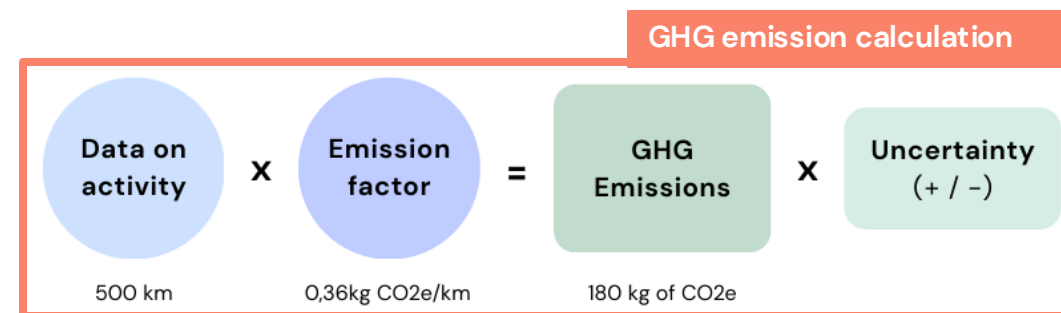 GHG emission calculation
Data on
activity
x
Emission
factor
=
GHG
Emissions
x
Uncertainty
(+ / −)
500 km
0,36kg CO2e/km
180 kg of CO2e